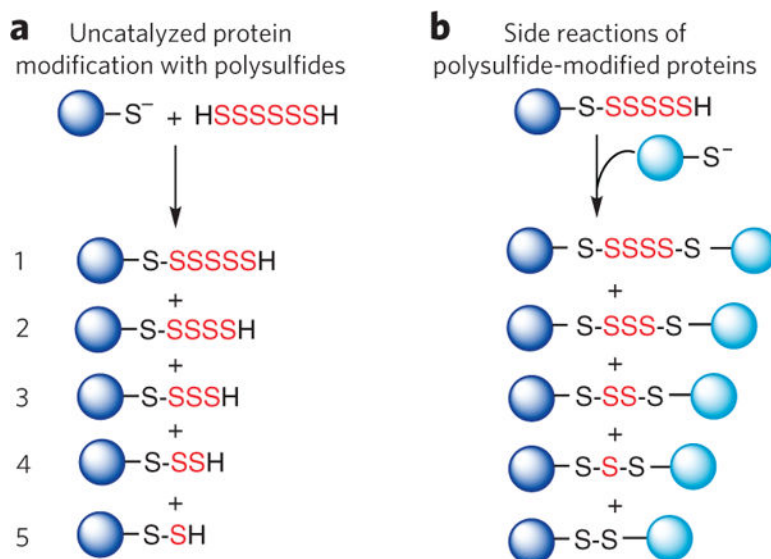 a Uncatalyzed protein
modification with polysulfides
S⁻ + HSSSSSSH
1 S-SSSSSH
+
2 S-SSSSH
+
3 S-SSSH
+
4 S-SSH
+
5 S-SH
b Side reactions of
polysulfide-modified proteins
S-SSSSSH
S⁻
S-SSSS-S
+
S-SSS-S
+
S-SS-S
+
S-S-S
+
S-S